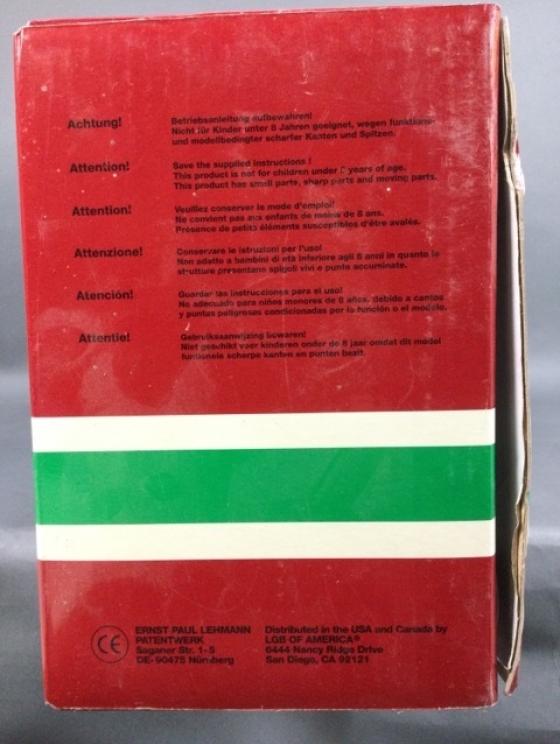 Achtung!
Betriebsanleitung aufbewahren!
Nicht für Kinder unter 8 Jahren geeignet, wegen funktions-
und modellbedingter scharfer Kanten und Spitzen.
Attention!
Save the supplied instructions !
This product is not for children under 8 years of age.
This product has small parts, sharp parts and moving parts.
Attention!
Veuillez conserver le mode d'emploi!
Ne convient pas aux enfants de moins de 8 ans.
Présence de petits éléments susceptibles d'être avalés.
Attenzione!
Conservare le istruzioni per l'uso!
Non adatto a bambini di età inferiore agli 8 anni in quanto le
strutture presentano spigoli vivi e punte accuminate.
Atención!
Guardar las instrucciones para el uso!
No adecuado para niños menores de 8 años, debido a cantos
y puntas peligrosas condicionadas por la función o el modelo.
Attentie!
Gebruiksaanwijzing bewaren!
Niet geschikt voor kinderen onder de 8 jaar omdat dit model
funtionele scherpe kanten en punten bezit.
CE
ERNST PAUL LEHMANN
PATENTWERK
Saganer Str. 1-5
DE-90475 Nürnberg
Distributed in the USA and Canada by
LGB OF AMERICA®
6444 Nancy Ridge Drive
San Diego, CA 92121